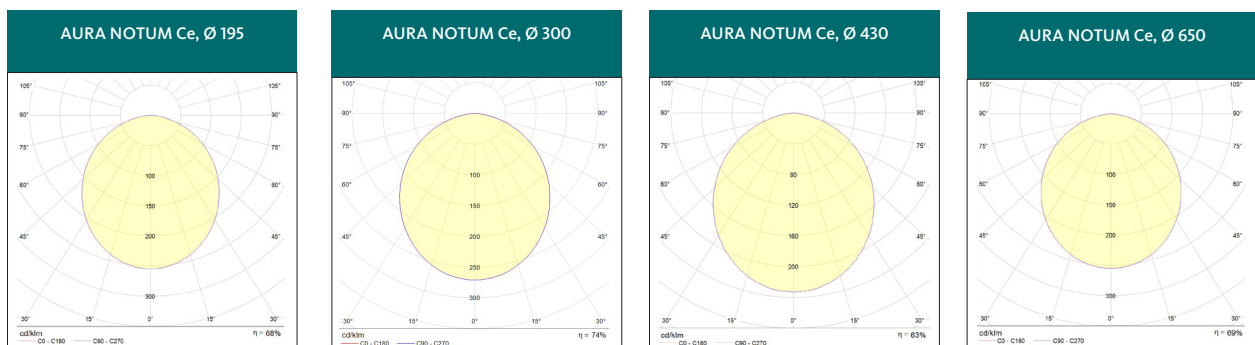 AURA NOTUM Ce, Ø 195
105° 105°
90° 90°
75° 75°
60° 60°
45° 45°
100
150
200
300
30° 15° 0° 15° 30°
cd/klm η = 68%
C0 - C180 C90 - C270
AURA NOTUM Ce, Ø 300
105° 105°
90° 90°
75° 75°
60° 60°
45° 45°
100
150
200
250
300
30° 15° 0° 15° 30°
cd/klm η = 74%
C0 - C180 C90 - C270
AURA NOTUM Ce, Ø 430
105° 105°
90° 90°
75° 75°
60° 60°
45° 45°
80
120
160
200
30° 15° 0° 15° 30°
cd/klm η = 63%
C0 - C180 C90 - C270
AURA NOTUM Ce, Ø 650
105° 105°
90° 90°
75° 75°
60° 60°
45° 45°
100
150
200
300
30° 15° 0° 15° 30°
cd/klm η = 69%
C0 - C180 C90 - C270